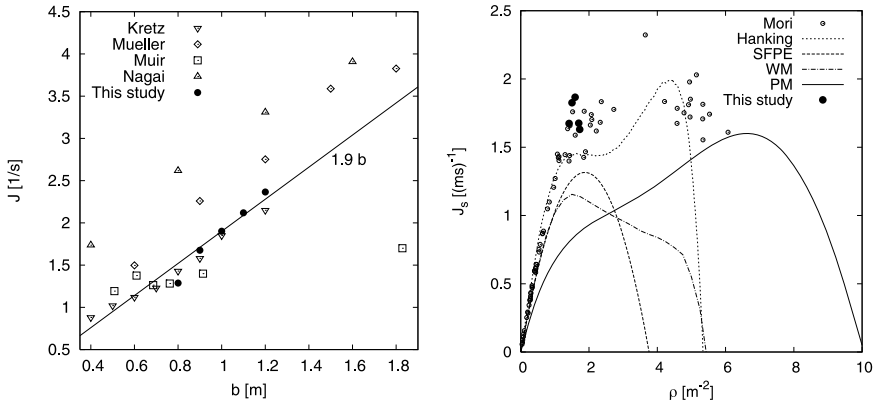 J [1/s]
4.5
4
3.5
3
2.5
2
1.5
1
0.5
Kretz
Mueller
Muir
Nagai
This study
1.9 b
0.4 0.6 0.8 1 1.2 1.4 1.6 1.8
b [m]
J_s [(ms)^-1]
2.5
2
1.5
1
0.5
0
Mori
Hanking
SFPE
WM
PM
This study
0 2 4 6 8 10
ρ [m^-2]